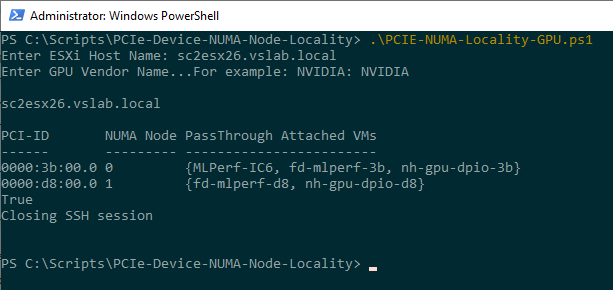 Administrator: Windows PowerShell
PS C:\Scripts\PCIe-Device-NUMA-Node-Locality> .\PCIE-NUMA-Locality-GPU.ps1
Enter ESXi Host Name: sc2esx26.vslab.local
Enter GPU Vendor Name...For example: NVIDIA: NVIDIA
sc2esx26.vslab.local
PCI-ID NUMA Node PassThrough Attached VMs
------ --------- ------------------------
0000:3b:00.0 0 {MLPerf-IC6, fd-mlperf-3b, nh-gpu-dpio-3b}
0000:d8:00.0 1 {fd-mlperf-d8, nh-gpu-dpio-d8}
True
Closing SSH session
PS C:\Scripts\PCIe-Device-NUMA-Node-Locality>